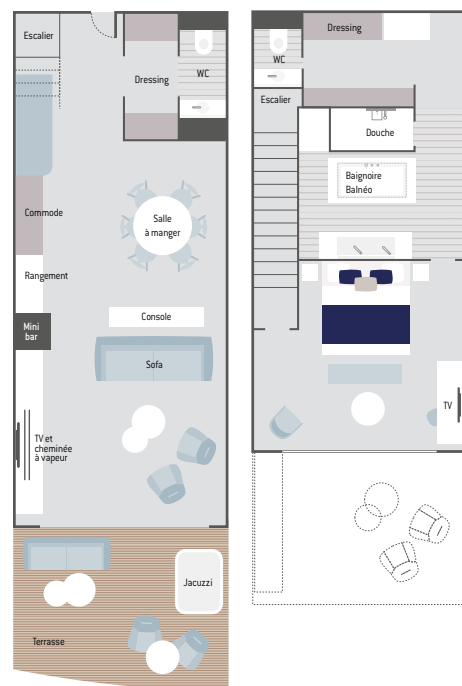 Escalier
Dressing
WC
Commode
Salle
à manger
Rangement
Console
Mini
bar
Sofa
TV et
cheminée
à vapeur
Jacuzzi
Terrasse
Dressing
WC
Escalier
Douche
Baignoire
Balnéo
TV